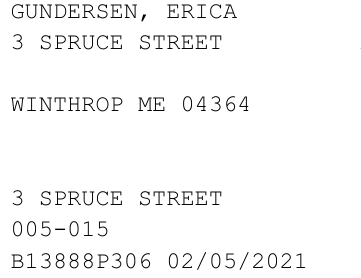 GUNDERSEN, ERICA
3 SPRUCE STREET
WINTHROP ME 04364
3 SPRUCE STREET
005-015
B13888P306 02/05/2021